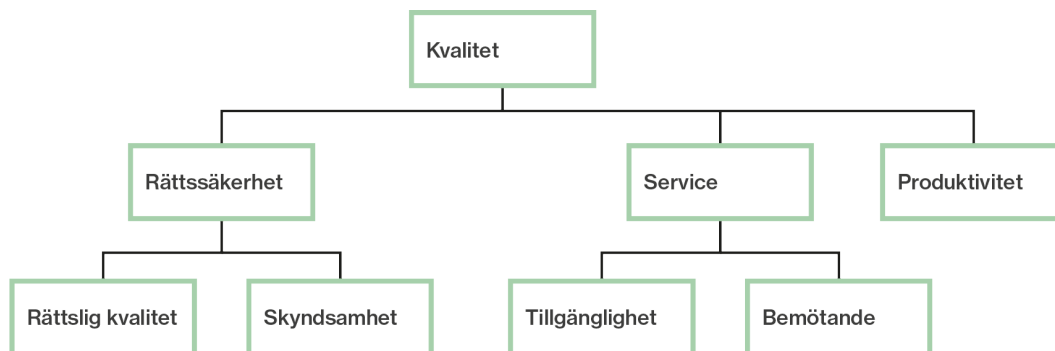 Kvalitet
Rättssäkerhet
Service
Produktivitet
Rättslig kvalitet
Skyndsamhet
Tillgänglighet
Bemötande